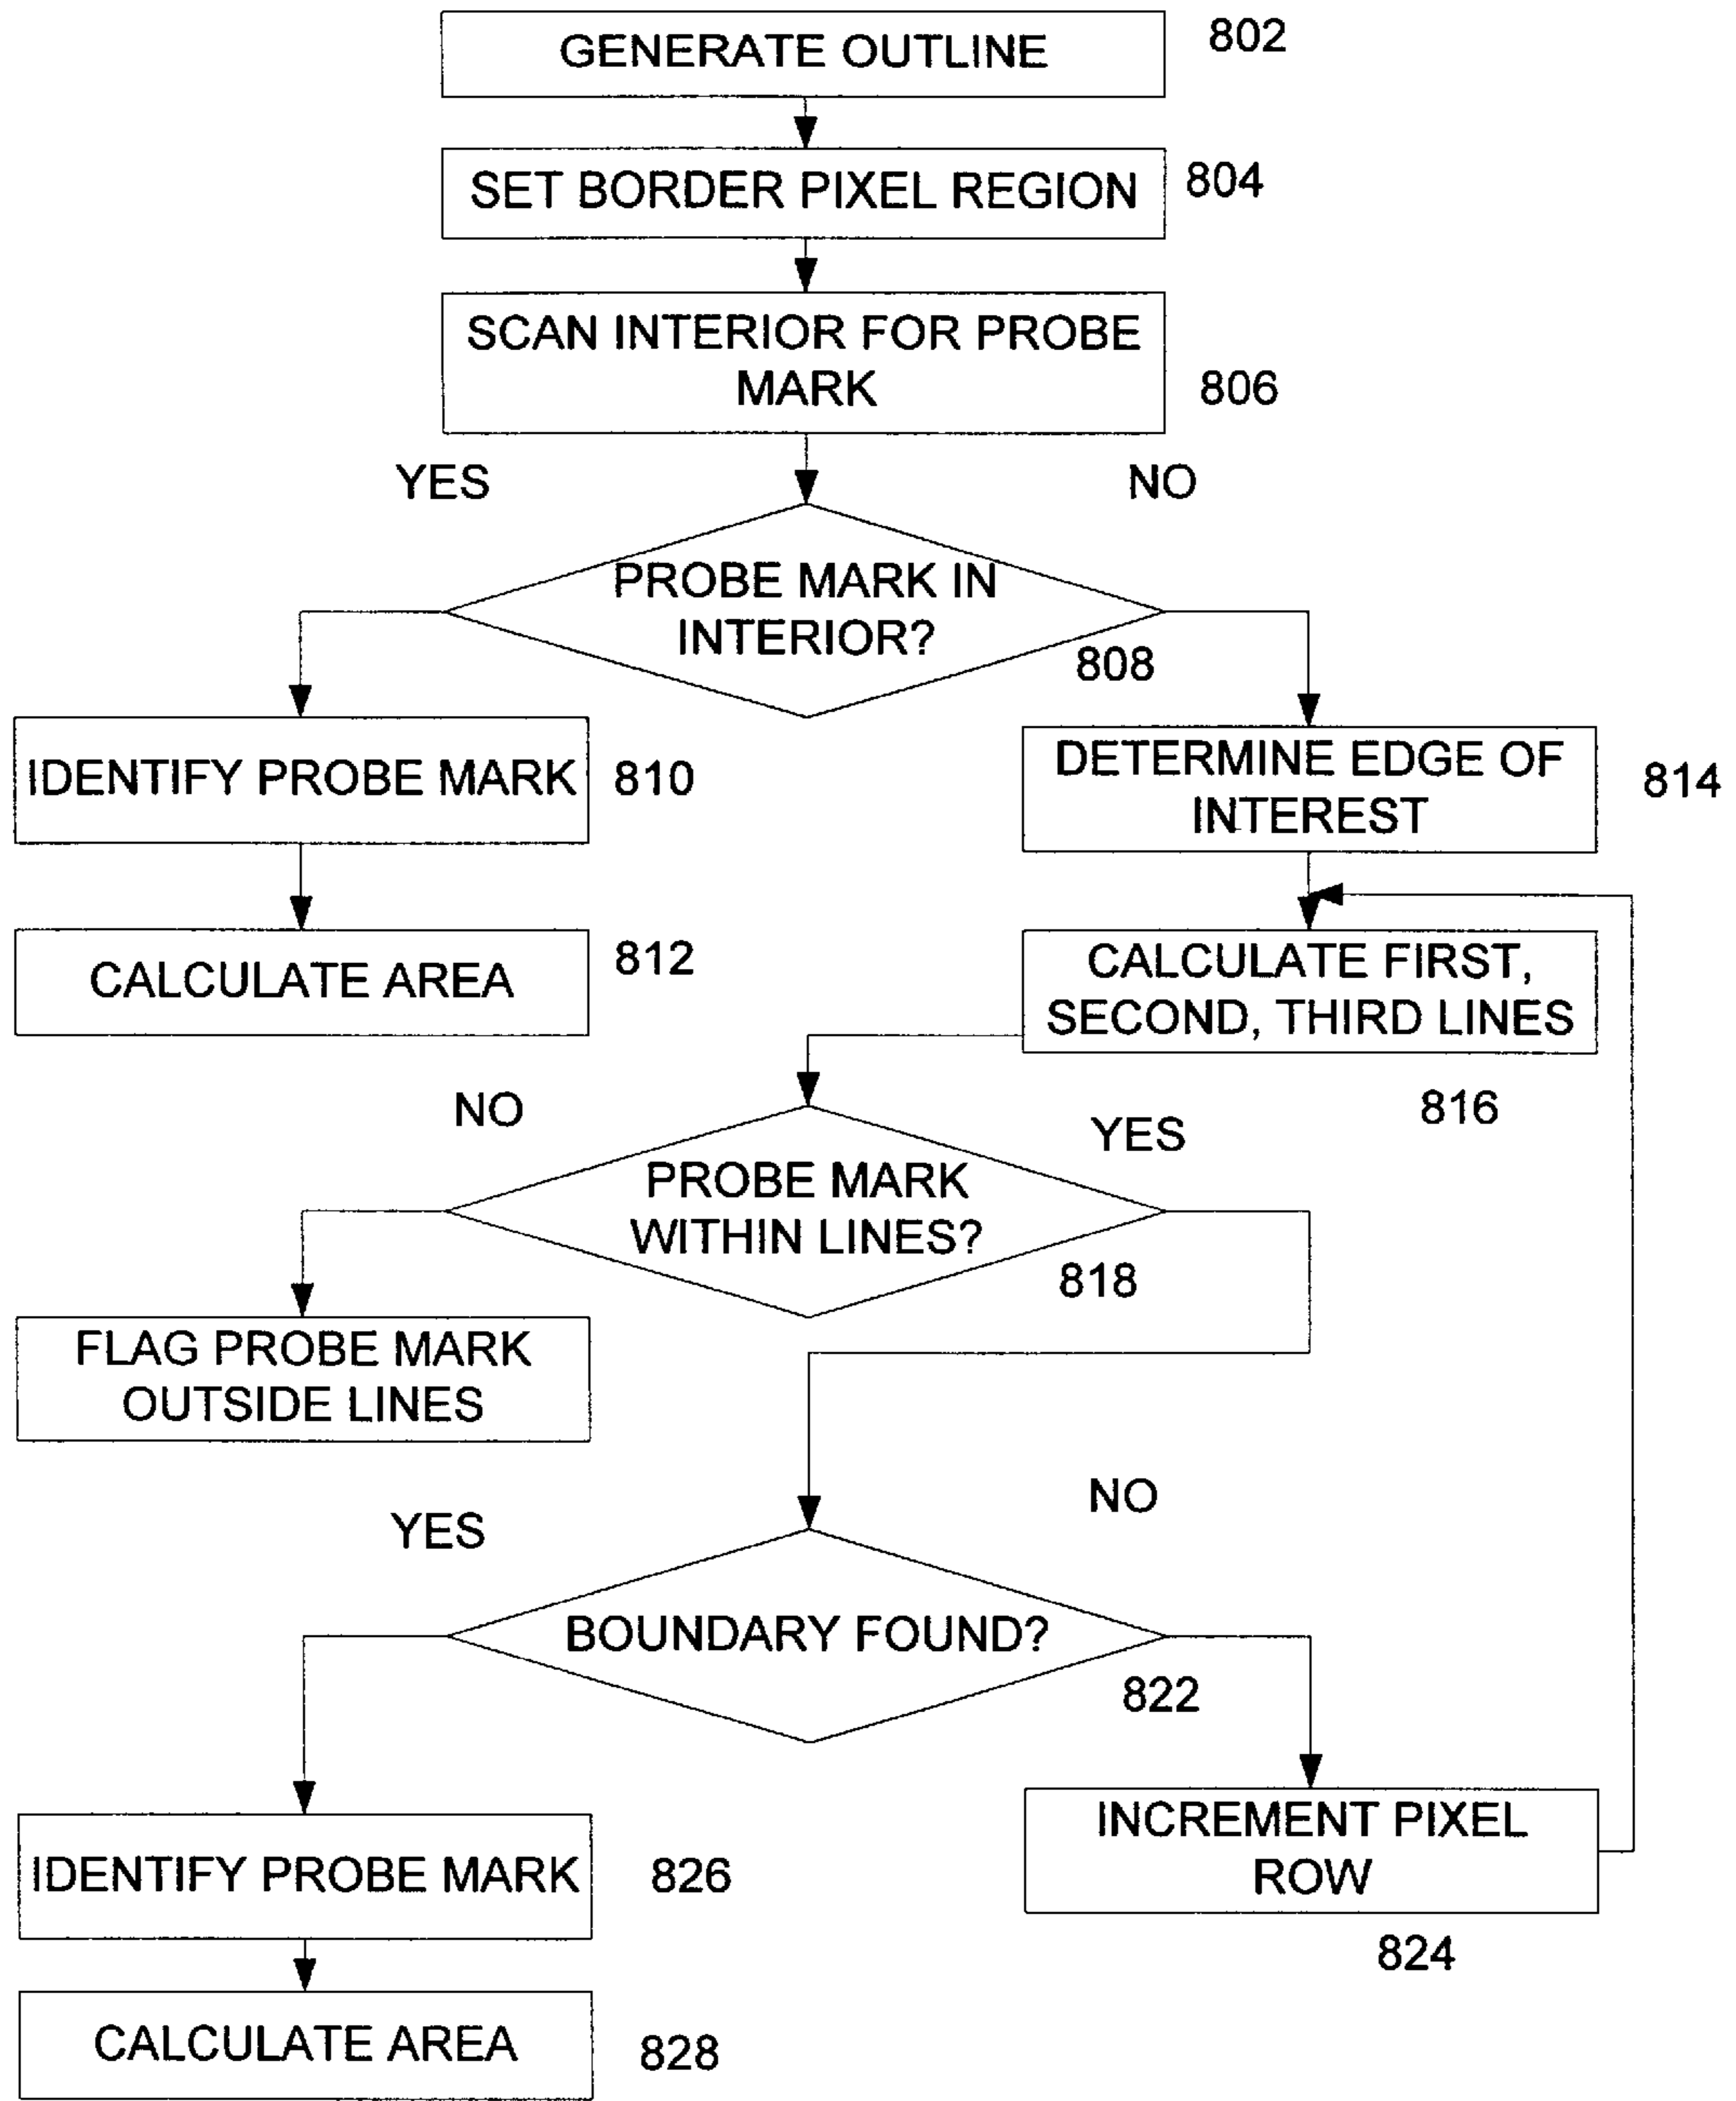 GENERATE OUTLINE
802
SET BORDER PIXEL REGION
804
SCAN INTERIOR FOR PROBE
MARK
806
YES
NO
PROBE MARK IN
INTERIOR?
808
IDENTIFY PROBE MARK
810
DETERMINE EDGE OF
INTEREST
814
CALCULATE AREA
812
CALCULATE FIRST,
SECOND, THIRD LINES
816
NO
YES
PROBE MARK
WITHIN LINES?
818
FLAG PROBE MARK
OUTSIDE LINES
YES
NO
BOUNDARY FOUND?
822
INCREMENT PIXEL
ROW
824
IDENTIFY PROBE MARK
826
CALCULATE AREA
828